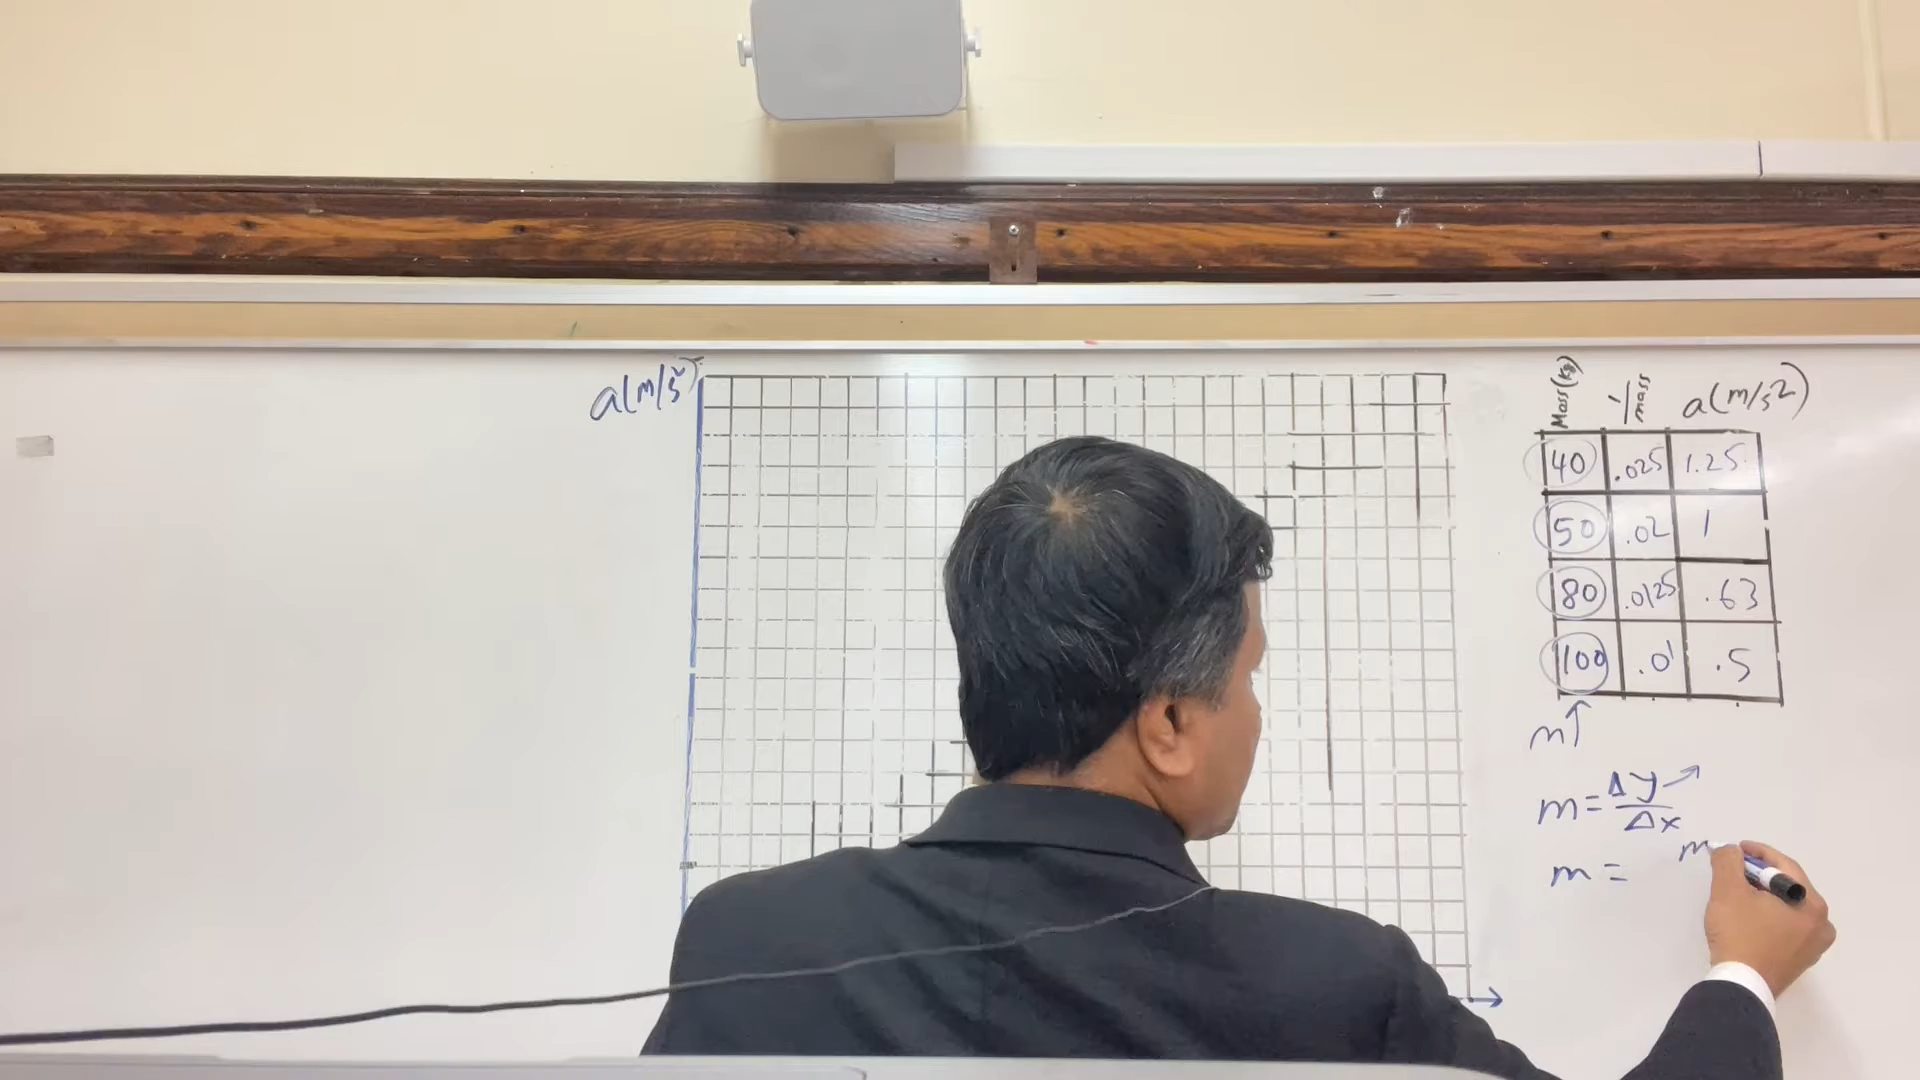 a(m/s²)
Mass(kg) 1/mass a(m/s2)
40 .025 1.25
50 .02 1
80 .0125 .63
100 .01 .5
m↑
m = Δy/Δx →
m = m